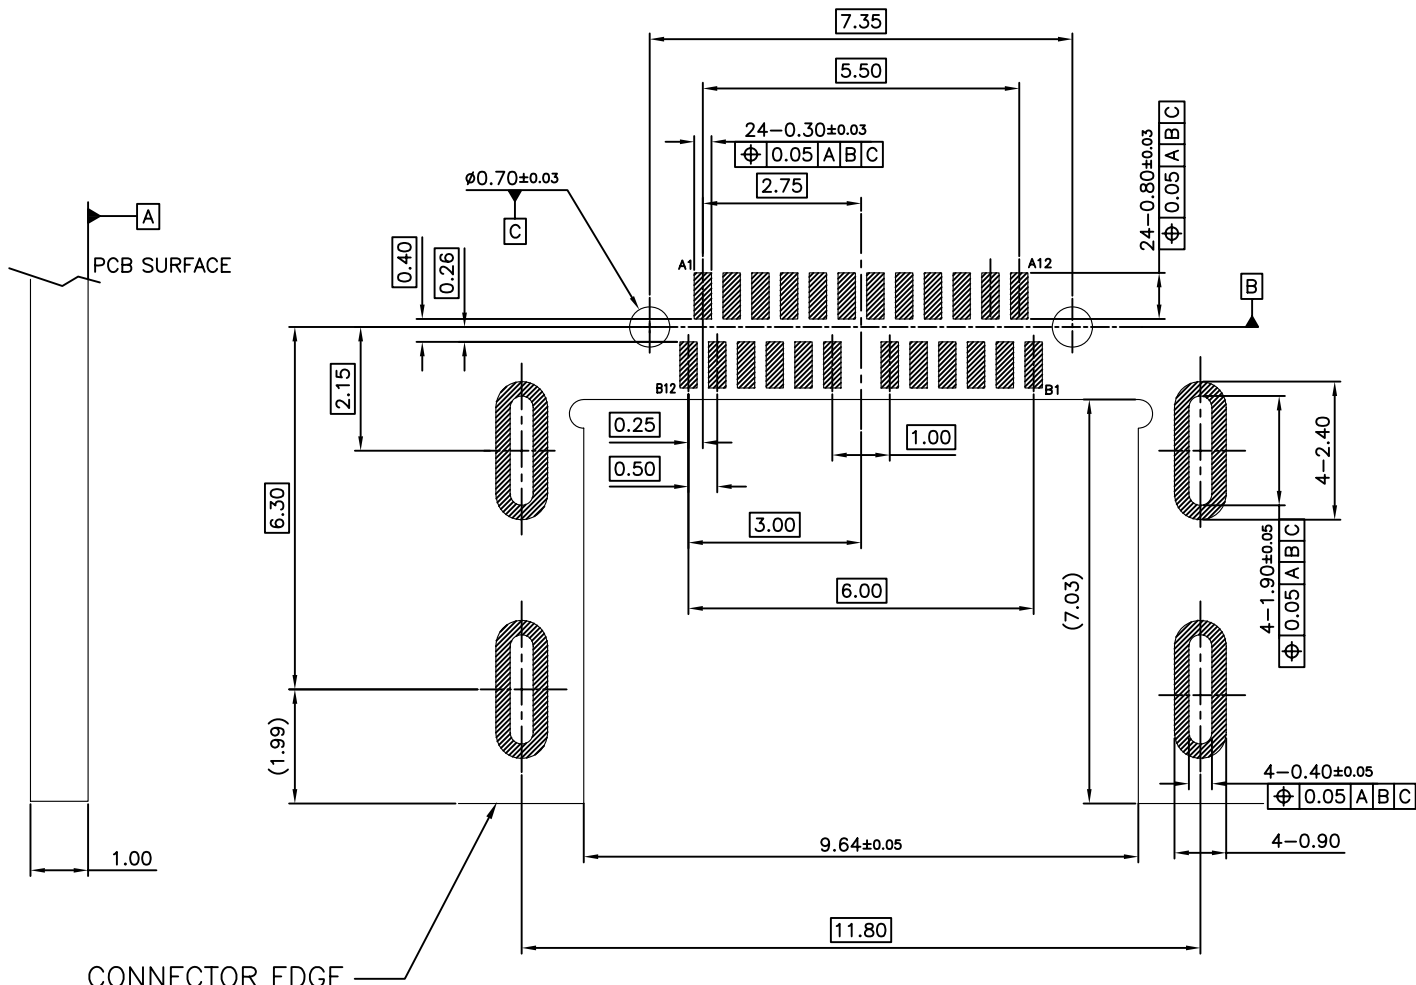 7.35
5.50
24-0.30±0.03
⌖ 0.05 A B C
2.75
ø0.70±0.03
C
24-0.80±0.03
⌖ 0.05 A B C
A
PCB SURFACE
0.40
0.26
A1
A12
B
2.15
B12
B1
0.25
1.00
0.50
4-2.40
6.30
3.00
4-1.90±0.05
⌖ 0.05 A B C
6.00
(7.03)
(1.99)
4-0.40±0.05
⌖ 0.05 A B C
1.00
9.64±0.05
4-0.90
11.80
CONNECTOR EDGE